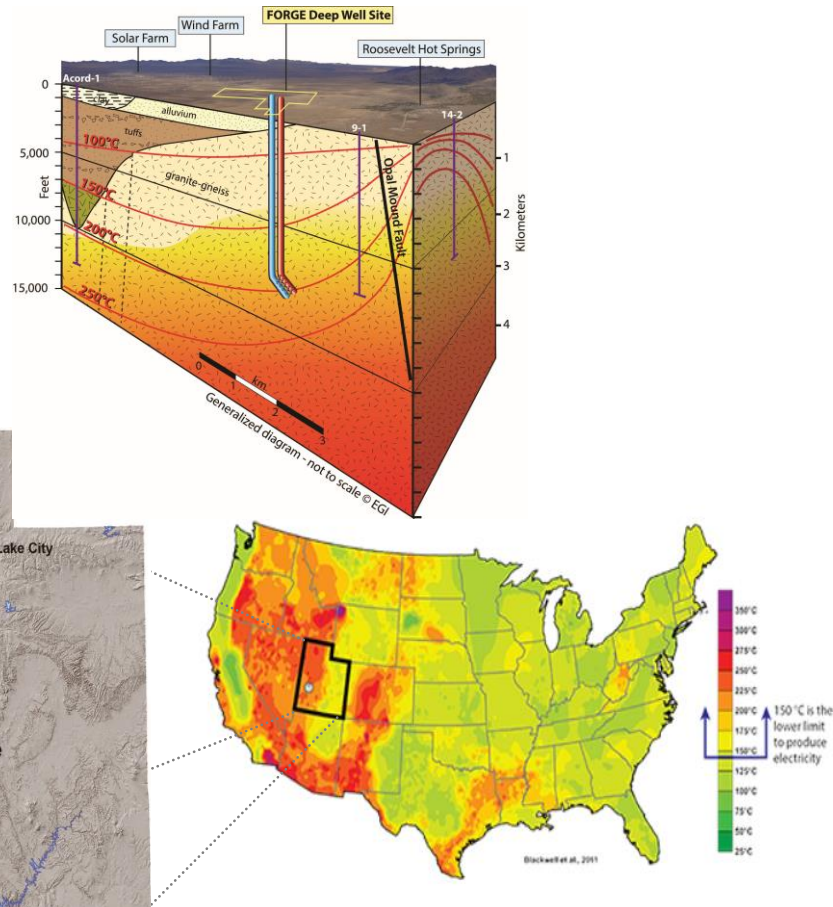 FORGE Deep Well Site
Wind Farm
Solar Farm
Roosevelt Hot Springs
Acord-1
0
clay
alluvium
14-2
9-1
tuffs
100°C
5,000
granite-gneiss
150°C
Feet
Opal Mound Fault
10,000
200°C
15,000
250°C
1
2
Kilometers
3
4
0
1
km
2
3
Generalized diagram - not to scale © EGI
Lake City
350°C
300°C
275°C
250°C
225°C
200°C
175°C
150°C
125°C
100°C
75°C
50°C
25°C
150 °C is the
lower limit
to produce
electricity
Blackwell et al., 2011